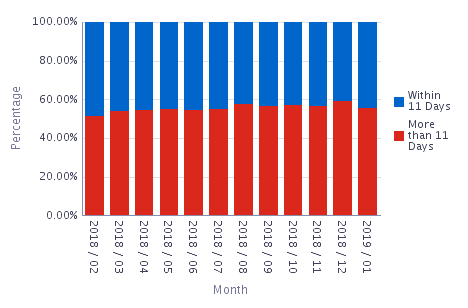 100.00%
80.00%
60.00%
40.00%
20.00%
0.00%
Percentage
2018 / 02
2018 / 03
2018 / 04
2018 / 05
2018 / 06
2018 / 07
2018 / 08
2018 / 09
2018 / 10
2018 / 11
2018 / 12
2019 / 01
Month
Within
11 Days
More
than 11
Days